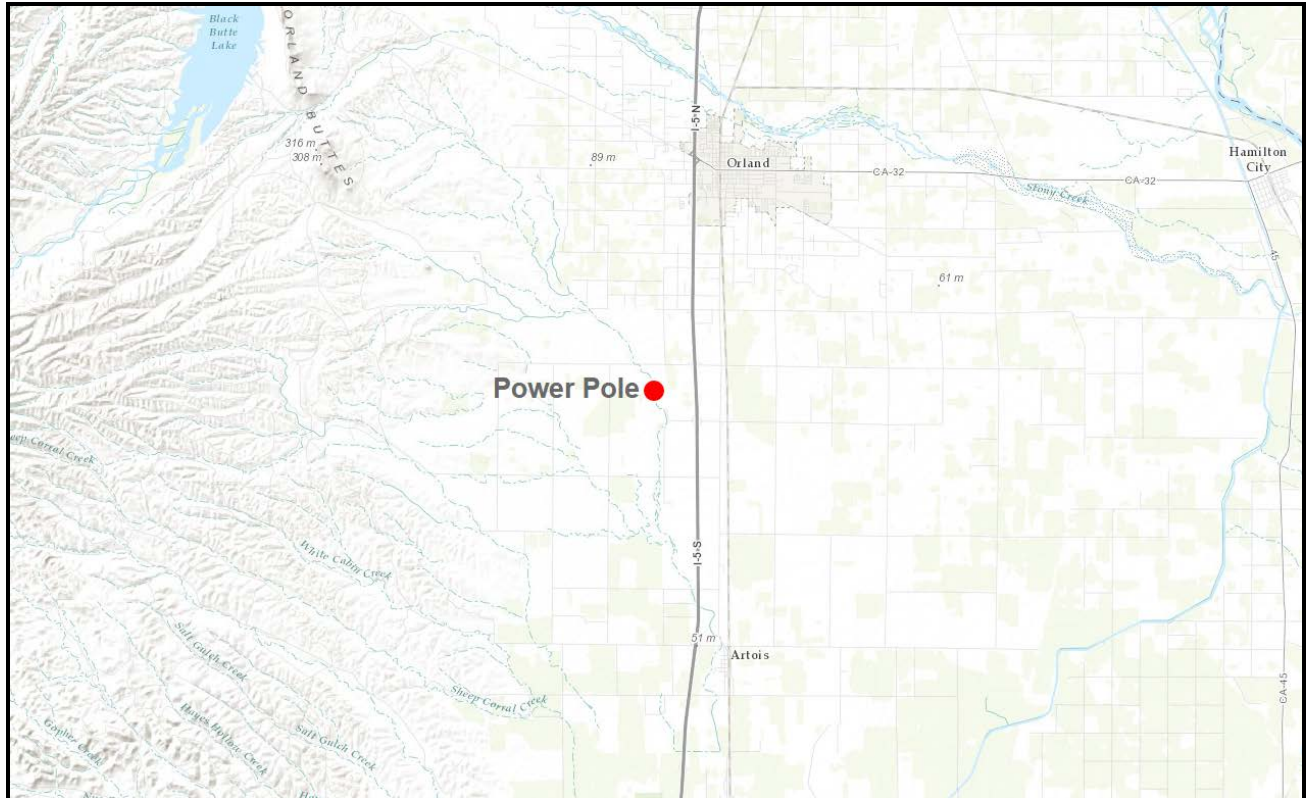 Black
Butte
Lake
ORLAND BUTTES
316 m
308 m
89 m
I-5-N
Orland
CA-32
CA-32
Hamilton
City
Stony Creek
45
61 m
Power Pole
Sheep Corral Creek
White Cabin Creek
I-5-S
51 m
Artois
Salt Gulch Creek
Sheep Corral Creek
CA-45
Hayes Hollow Creek
Salt Gulch Creek
Gopher Creek